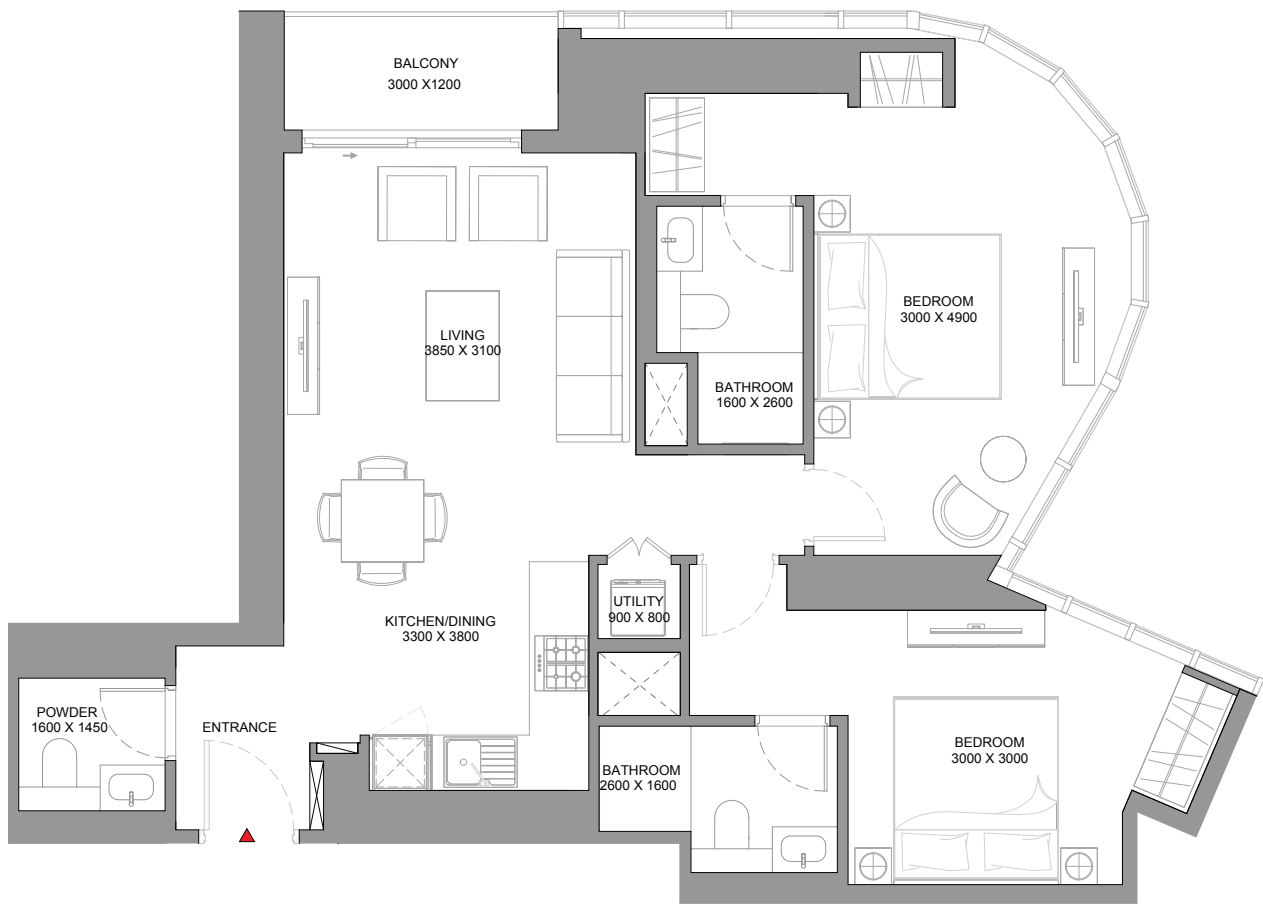 BALCONY
3000 X1200
BEDROOM
3000 X 4900
LIVING
3850 X 3100
BATHROOM
1600 X 2600
UTILITY
900 X 800
KITCHEN/DINING
3300 X 3800
POWDER
1600 X 1450
ENTRANCE
BEDROOM
3000 X 3000
BATHROOM
2600 X 1600